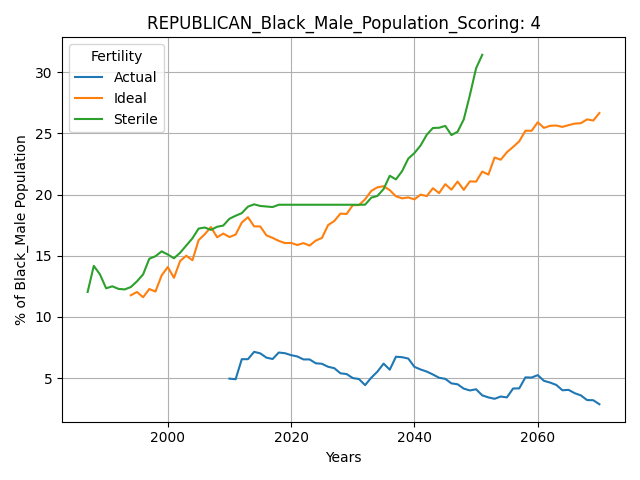 REPUBLICAN_Black_Male_Population_Scoring: 4
Fertility
Actual
Ideal
Sterile
% of Black_Male Population
30
25
20
15
10
5
2000 2020 2040 2060
Years